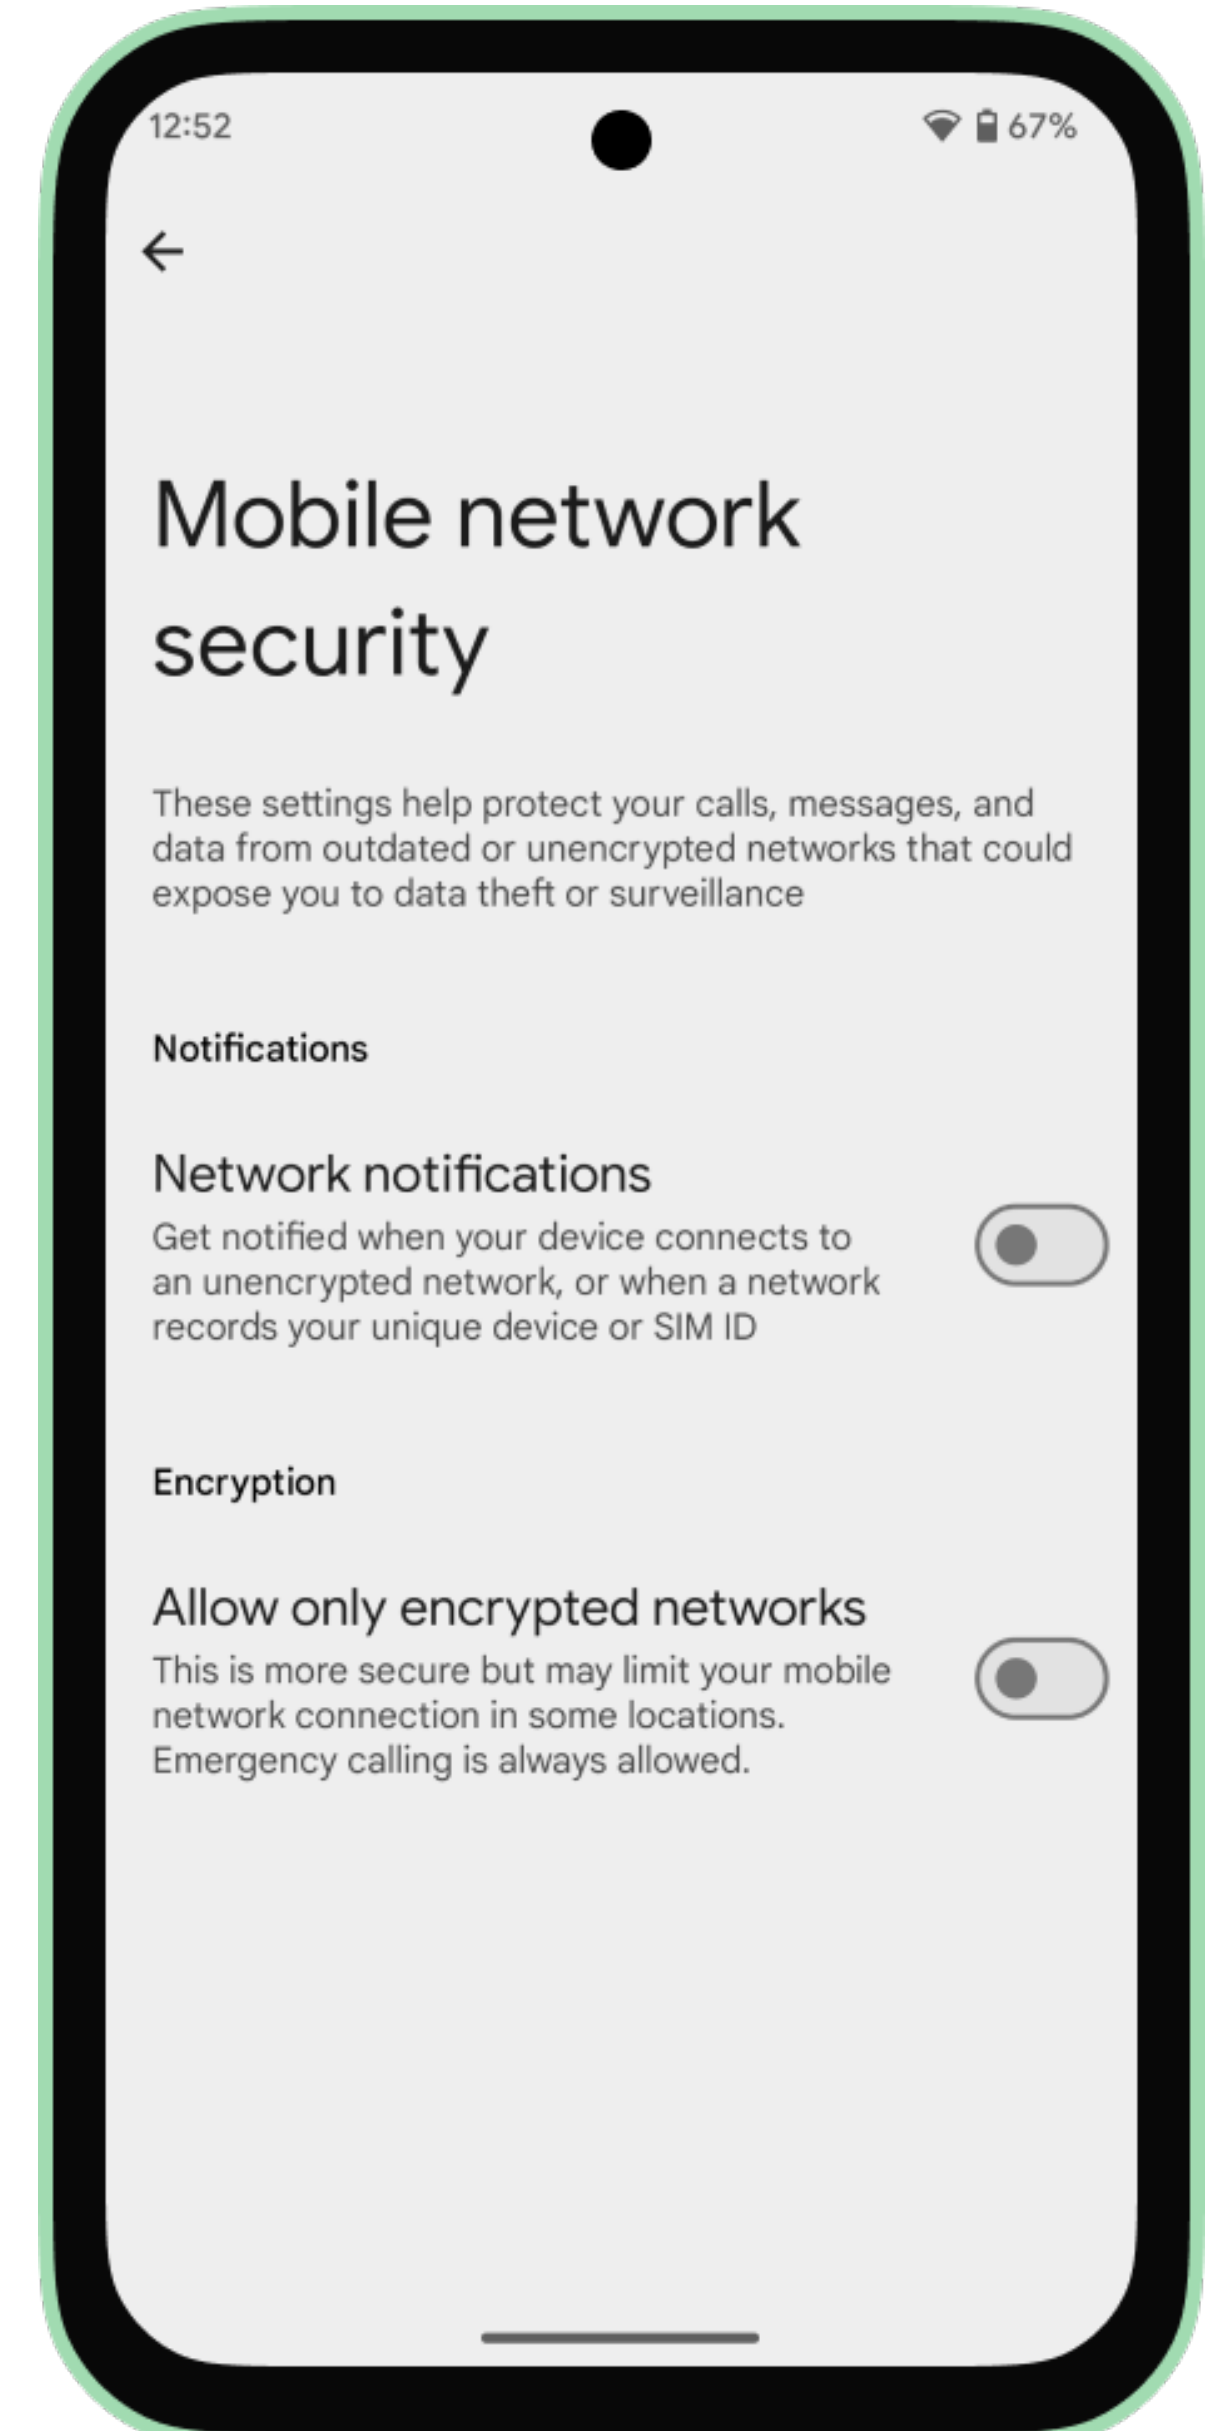 12:52
67%
Mobile network
security
These settings help protect your calls, messages, and
data from outdated or unencrypted networks that could
expose you to data theft or surveillance
Notifications
Network notifications
Get notified when your device connects to
an unencrypted network, or when a network
records your unique device or SIM ID
Encryption
Allow only encrypted networks
This is more secure but may limit your mobile
network connection in some locations.
Emergency calling is always allowed.